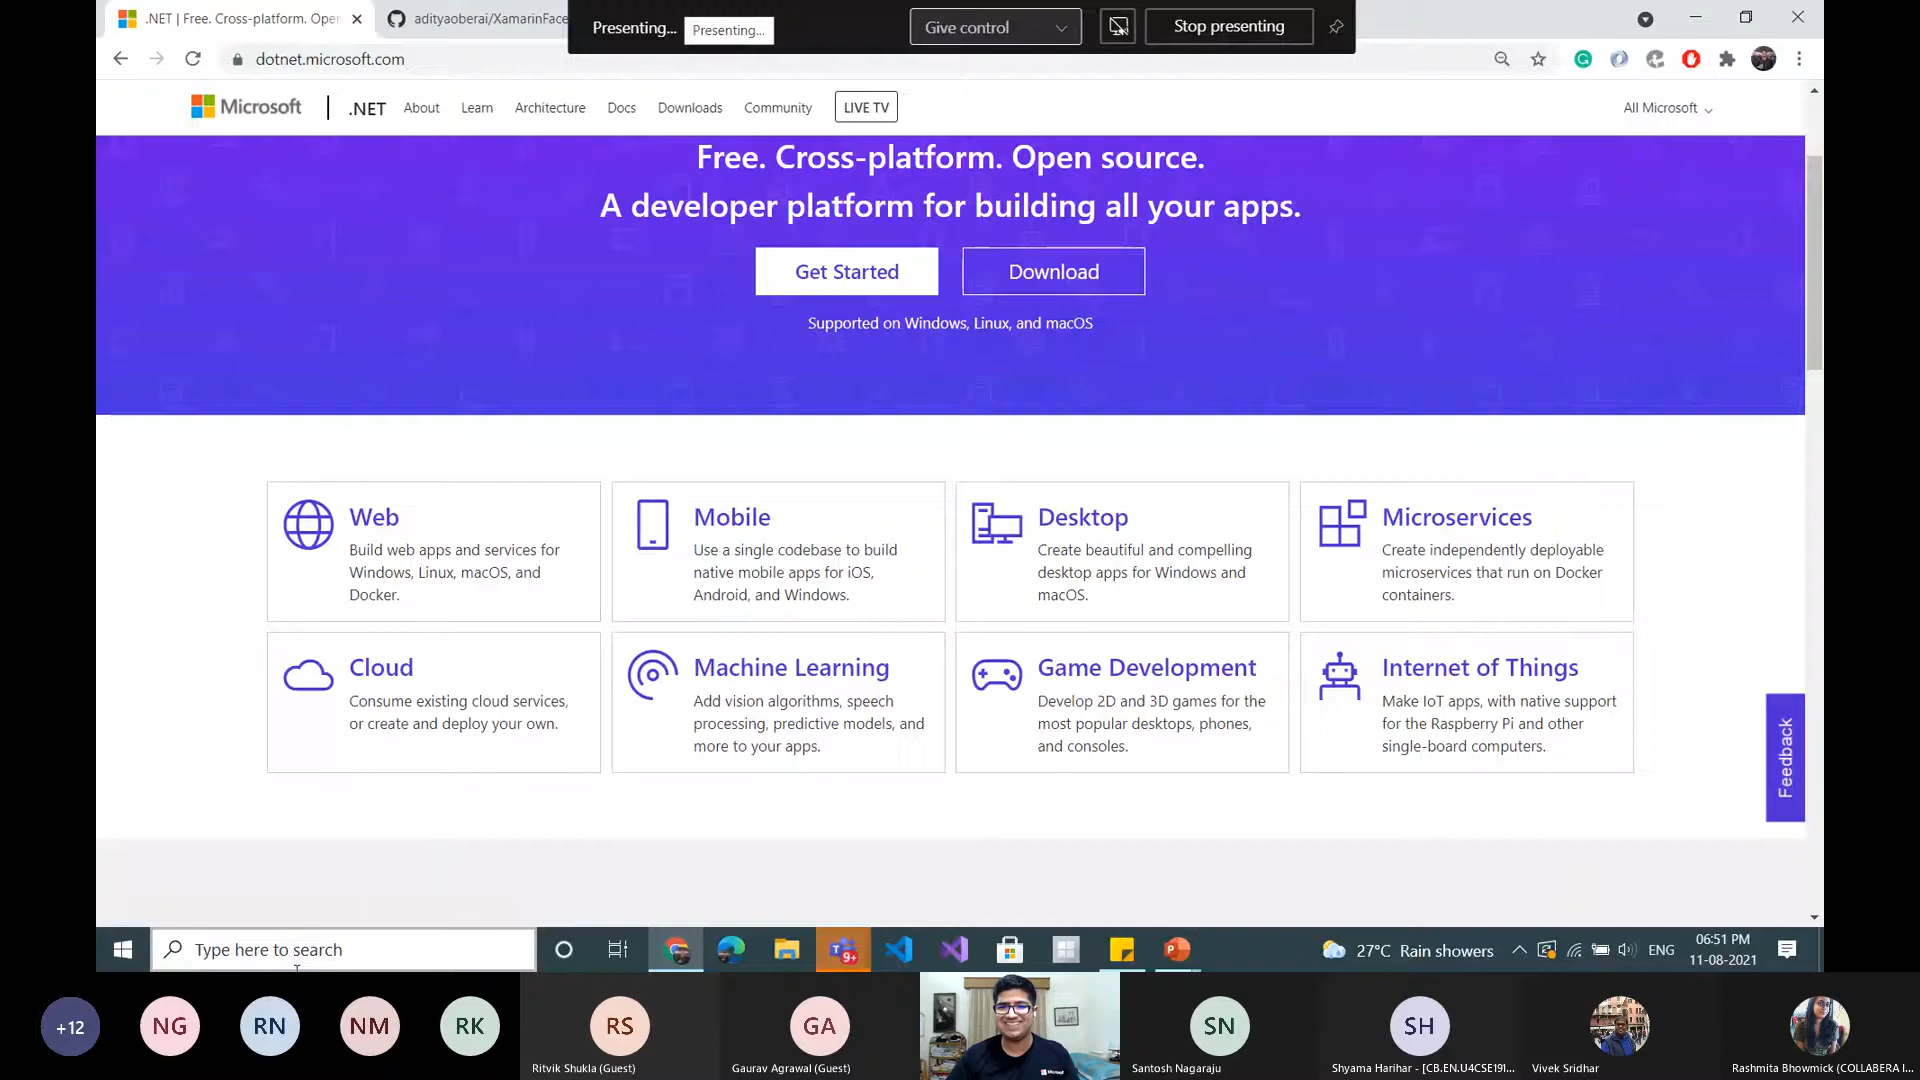 .NET | Free. Cross-platform. Ope
adityaoberai/XamarinFace
Presenting...
Presenting...
Give control
Stop presenting
dotnet.microsoft.com
Microsoft
.NET
About
Learn
Architecture
Docs
Downloads
Community
LIVE TV
All Microsoft
Free. Cross-platform. Open source.
A developer platform for building all your apps.
Get Started
Download
Supported on Windows, Linux, and macOS
Web
Build web apps and services for
Windows, Linux, macOS, and
Docker.
Mobile
Use a single codebase to build
native mobile apps for iOS,
Android, and Windows.
Desktop
Create beautiful and compelling
desktop apps for Windows and
macOS.
Microservices
Create independently deployable
microservices that run on Docker
containers.
Cloud
Consume existing cloud services,
or create and deploy your own.
Machine Learning
Add vision algorithms, speech
processing, predictive models, and
more to your apps.
Game Development
Develop 2D and 3D games for the
most popular desktops, phones,
and consoles.
Internet of Things
Make IoT apps, with native support
for the Raspberry Pi and other
single-board computers.
Feedback
Type here to search
9+
27°C Rain showers
ENG
06:51 PM
11-08-2021
+12
NG
RN
NM
RK
RS
Ritvik Shukla (Guest)
GA
Gaurav Agrawal (Guest)
Microsoft
SN
Santosh Nagaraju
SH
Shyama Harihar - [CB.EN.U4CSE191...
Vivek Sridhar
Rashmita Bhowmick (COLLABERA I...